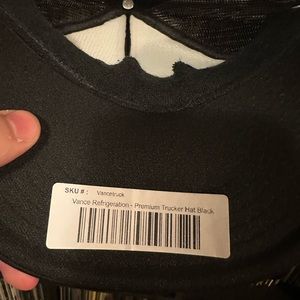 SKU # : Vancetruck
Vance Refrigeration - Premium Trucker Hat Black